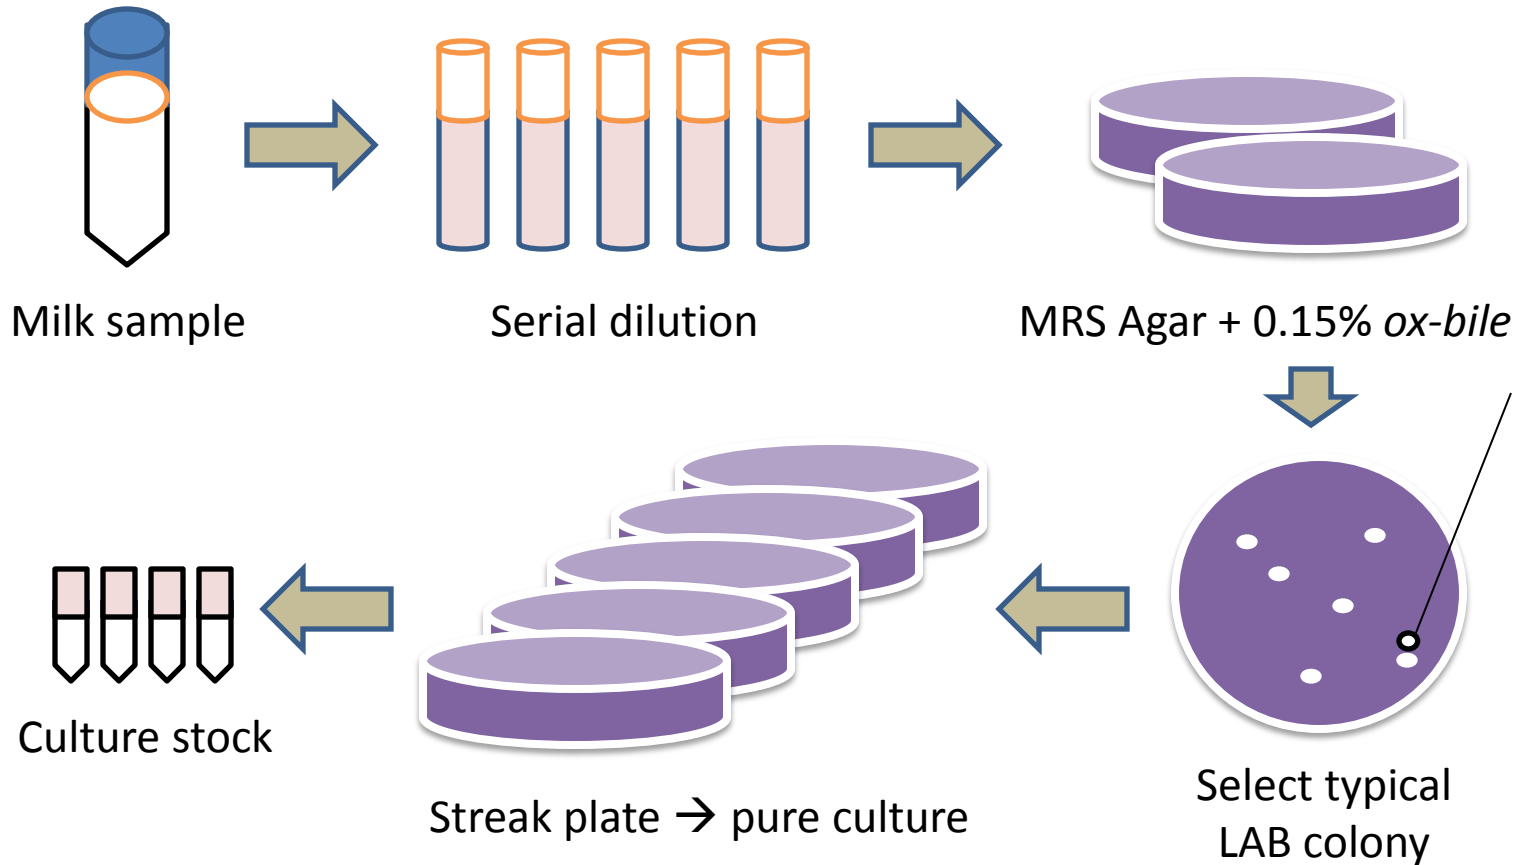 Milk sample
Serial dilution
MRS Agar + 0.15% ox-bile
Select typical
LAB colony
Streak plate → pure culture
Culture stock